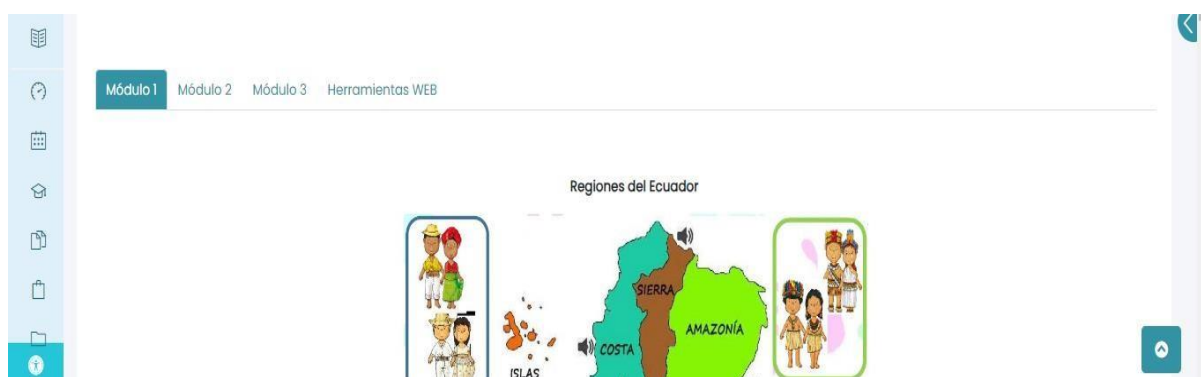 Módulo 1 Módulo 2 Módulo 3 Herramientas WEB
Regiones del Ecuador
SIERRA
AMAZONÍA
COSTA
ISLAS